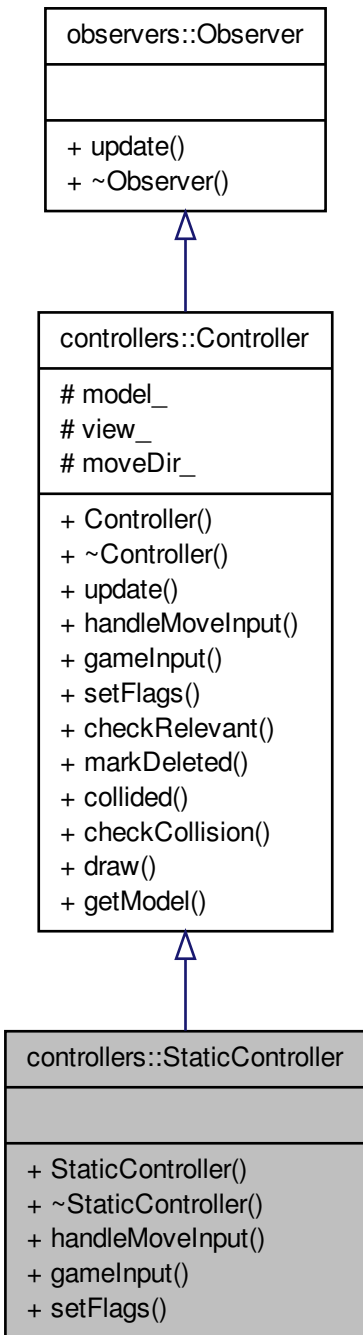 observers::Observer
+ update()
+ ~Observer()
controllers::Controller
# model_
# view_
# moveDir_
+ Controller()
+ ~Controller()
+ update()
+ handleMoveInput()
+ gameInput()
+ setFlags()
+ checkRelevant()
+ markDeleted()
+ collided()
+ checkCollision()
+ draw()
+ getModel()
controllers::StaticController
+ StaticController()
+ ~StaticController()
+ handleMoveInput()
+ gameInput()
+ setFlags()